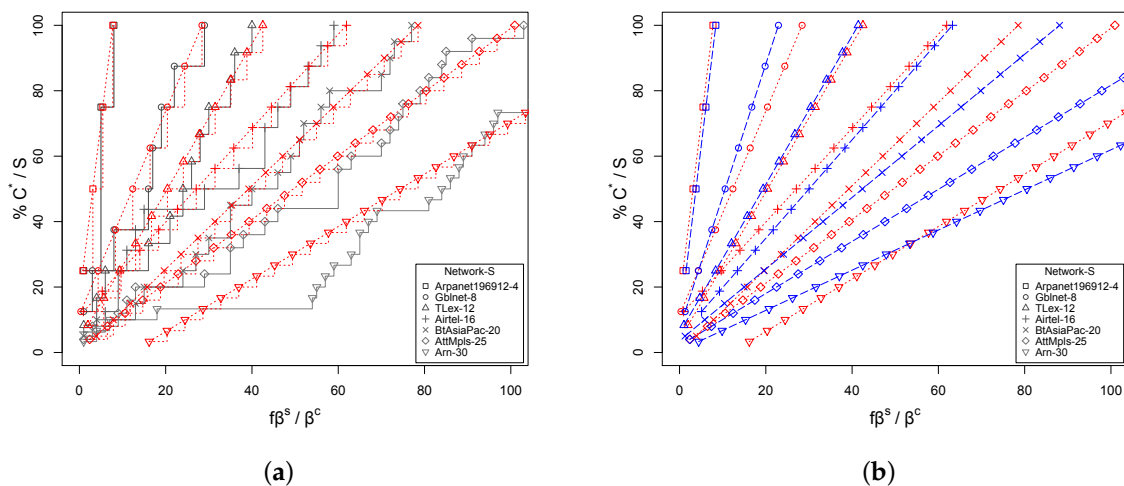 % C* / S
100
80
60
40
20
0
0 20 40 60 80 100
fβˢ / βᶜ
Network-S
Arpanet196912-4
GblNet-8
TLex-12
Airtel-16
BtAsiaPac-20
AttMpls-25
Arn-30
(a)
% C* / S
100
80
60
40
20
0
0 20 40 60 80 100
fβˢ / βᶜ
Network-S
Arpanet196912-4
GblNet-8
TLex-12
Airtel-16
BtAsiaPac-20
AttMpls-25
Arn-30
(b)